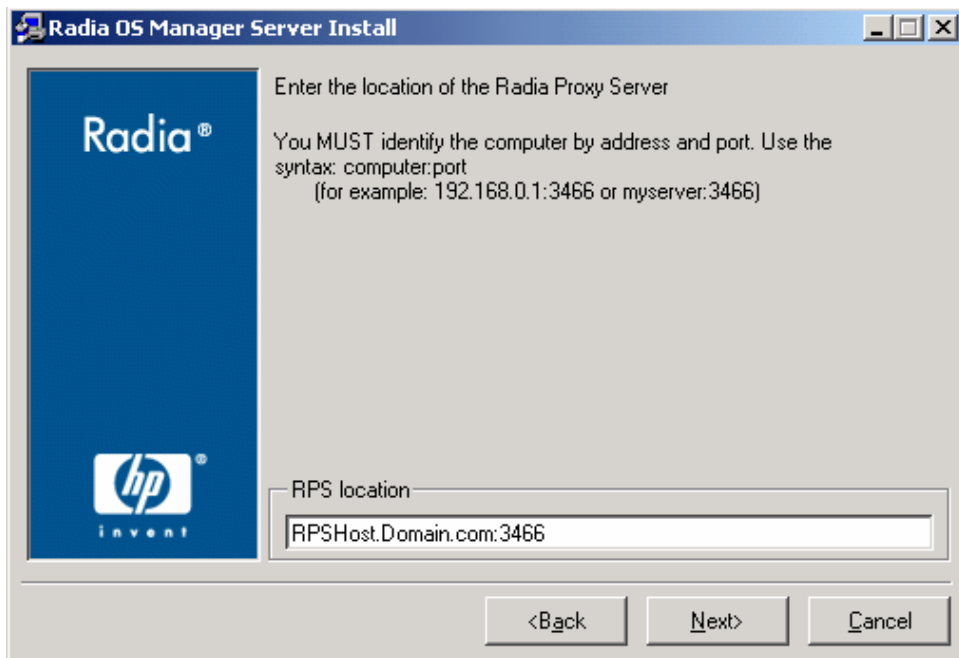 Radia OS Manager Server Install
Radia®
Enter the location of the Radia Proxy Server
You MUST identify the computer by address and port. Use the
syntax: computer:port
(for example: 192.168.0.1:3466 or myserver:3466)
hp®
invent
RPS location
RPSHost.Domain.com:3466
<Back
Next>
Cancel